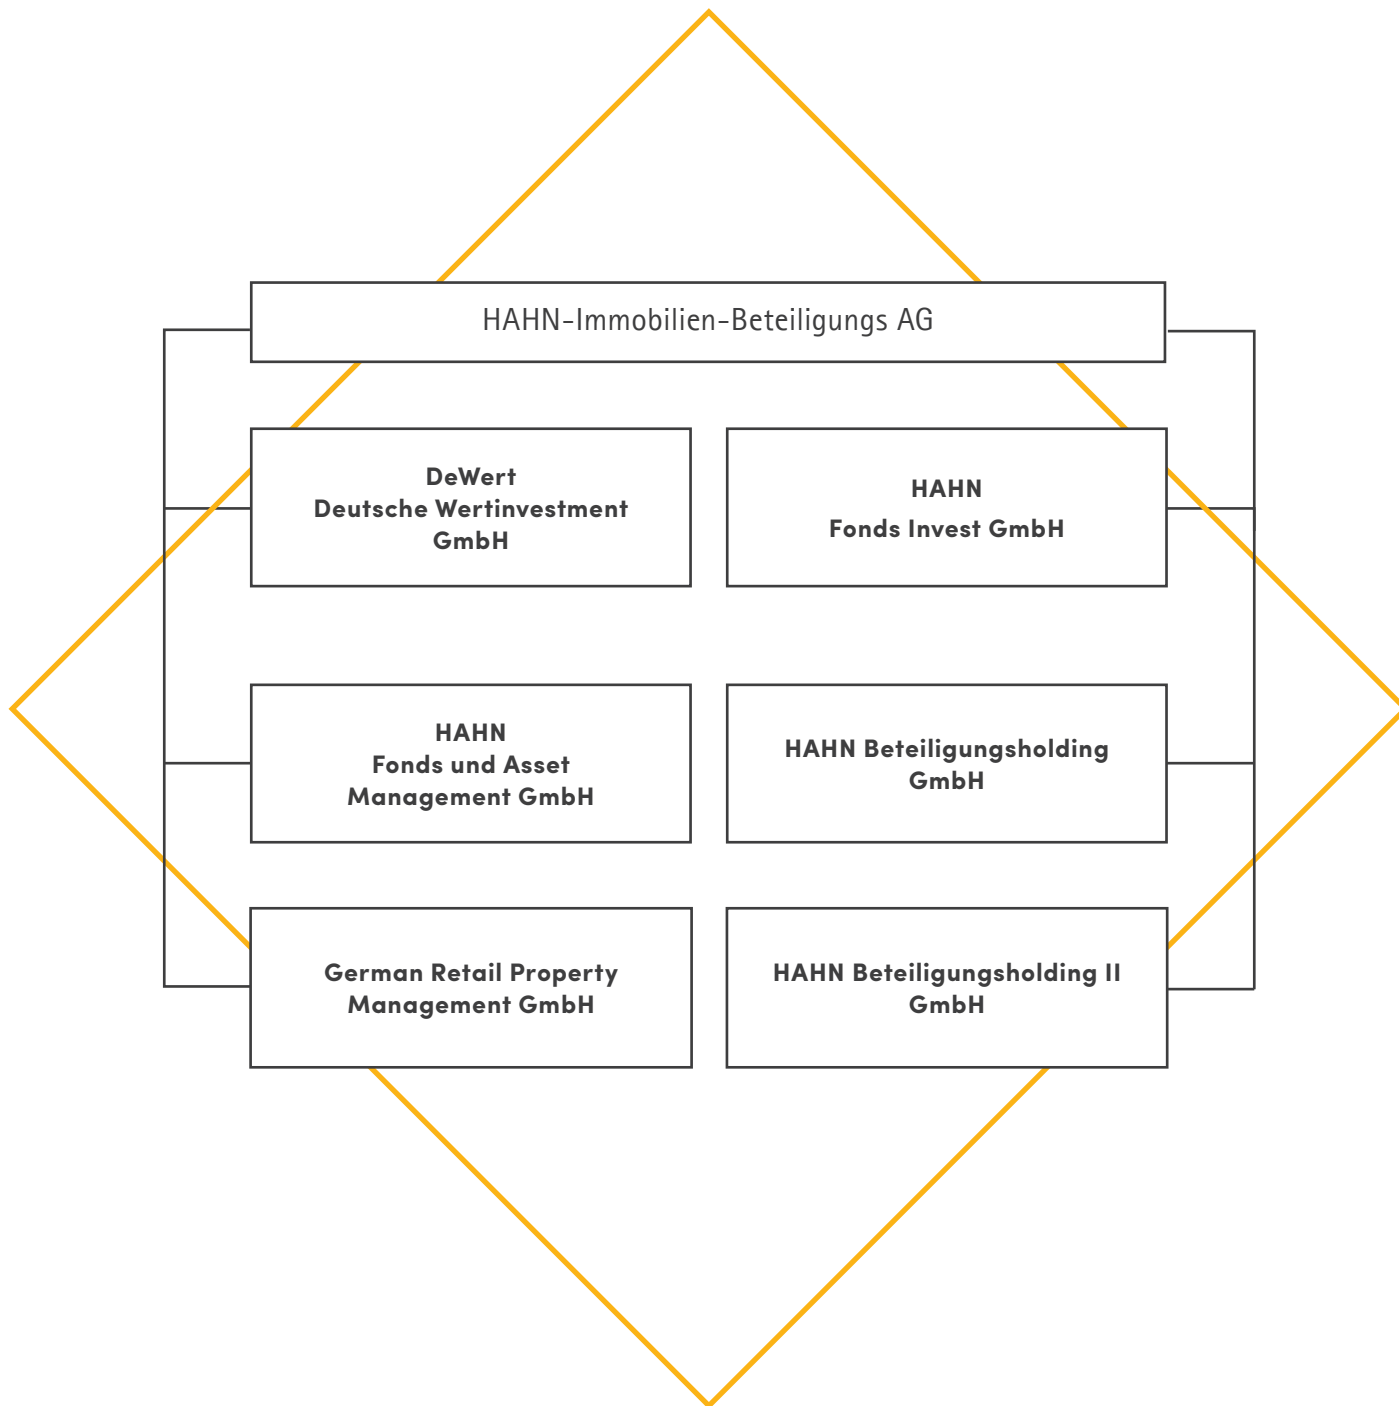 HAHN-Immobilien-Beteiligungs AG
DeWert
Deutsche Wertinvestment
GmbH
HAHN
Fonds Invest GmbH
HAHN
Fonds und Asset
Management GmbH
HAHN Beteiligungsholding
GmbH
German Retail Property
Management GmbH
HAHN Beteiligungsholding II
GmbH